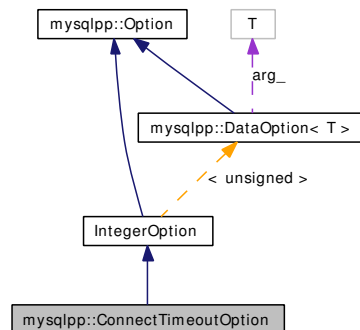 mysqlpp::Option
T
arg_
mysqlpp::DataOption< T >
< unsigned >
IntegerOption
mysqlpp::ConnectTimeoutOption